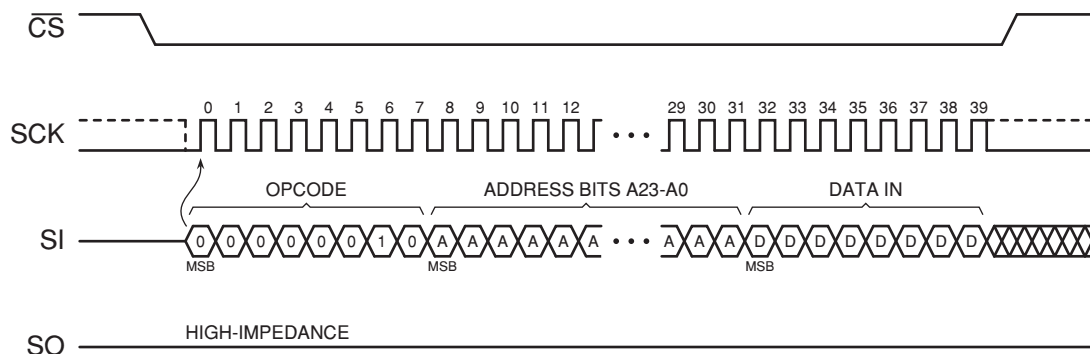 CS
0 1 2 3 4 5 6 7 8 9 10 11 12 29 30 31 32 33 34 35 36 37 38 39
SCK
OPCODE ADDRESS BITS A23-A0 DATA IN
SI 0 0 0 0 0 0 1 0 A A A A A A A A A D D D D D D D D
MSB MSB MSB
HIGH-IMPEDANCE
SO